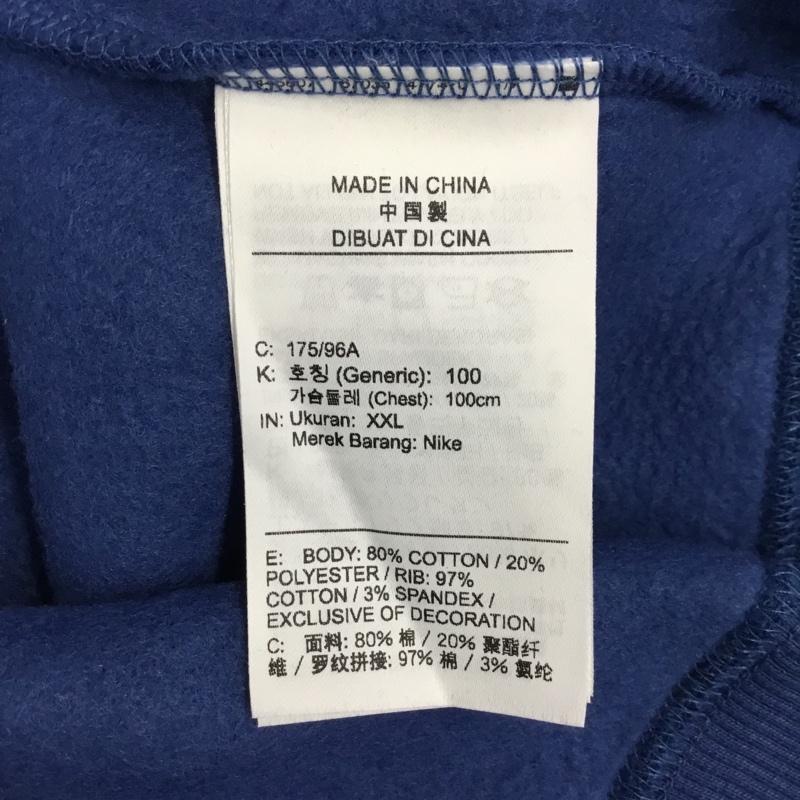 MADE IN CHINA
中国製
DIBUAT DI CINA
C: 175/96A
K: 호칭 (Generic): 100
가슴둘레 (Chest): 100cm
IN: Ukuran: XXL
Merek Barang: Nike
E: BODY: 80% COTTON / 20%
POLYESTER / RIB: 97%
COTTON / 3% SPANDEX /
EXCLUSIVE OF DECORATION
C: 面料: 80% 棉 / 20% 聚酯纤
维 / 罗纹拼接: 97% 棉 / 3% 氨纶